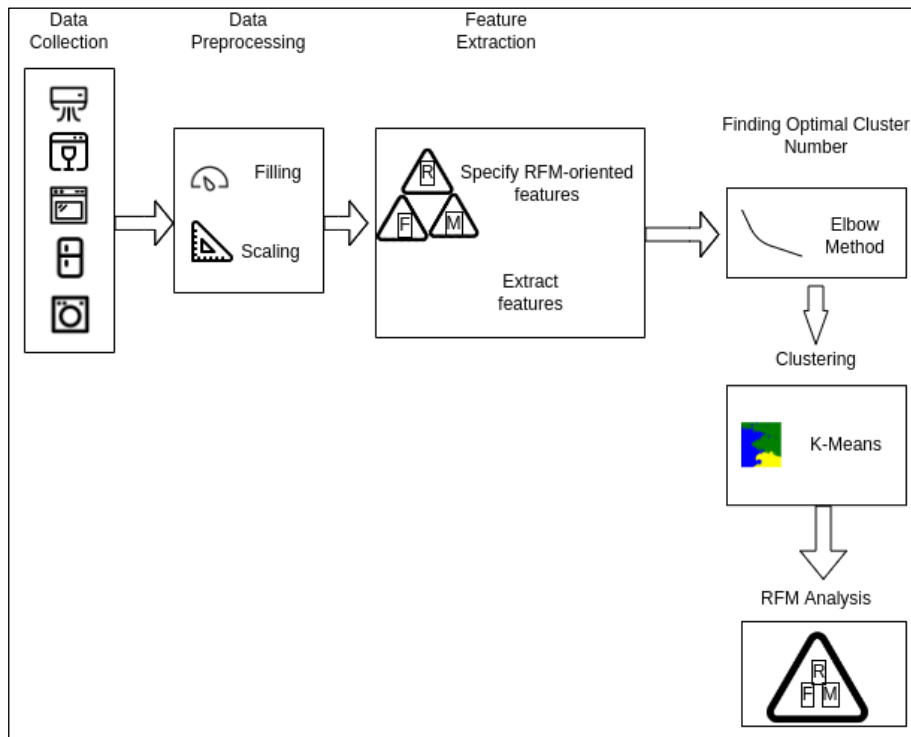 Data
Collection
Data
Preprocessing
Feature
Extraction
Filling
Scaling
R
F
M
Specify RFM-oriented
features
Extract
features
Finding Optimal Cluster
Number
Elbow
Method
Clustering
K-Means
RFM Analysis
R
F M